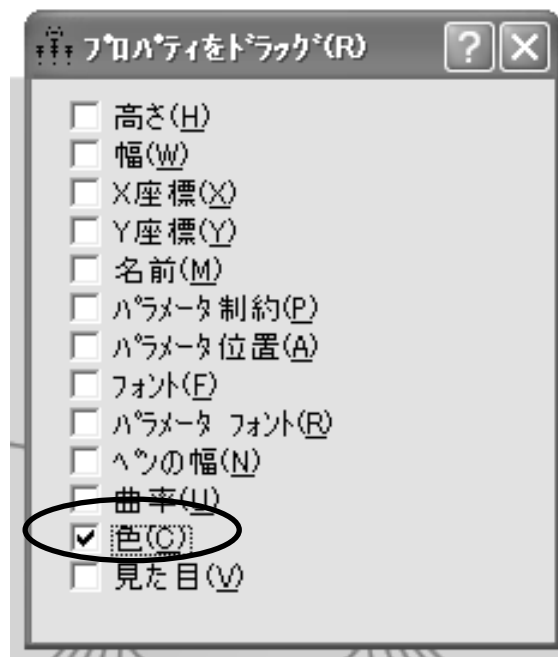 ﾌﾟﾛﾊﾟﾃｨをﾄﾞﾗｯｸﾞ(R)
高さ(H)
幅(W)
X座標(X)
Y座標(Y)
名前(M)
ﾊﾟﾗﾒｰﾀ制約(P)
ﾊﾟﾗﾒｰﾀ位置(A)
ﾌｫﾝﾄ(F)
ﾊﾟﾗﾒｰﾀ ﾌｫﾝﾄ(R)
ﾍﾟﾝの幅(N)
曲率(U)
色(C)
見た目(V)